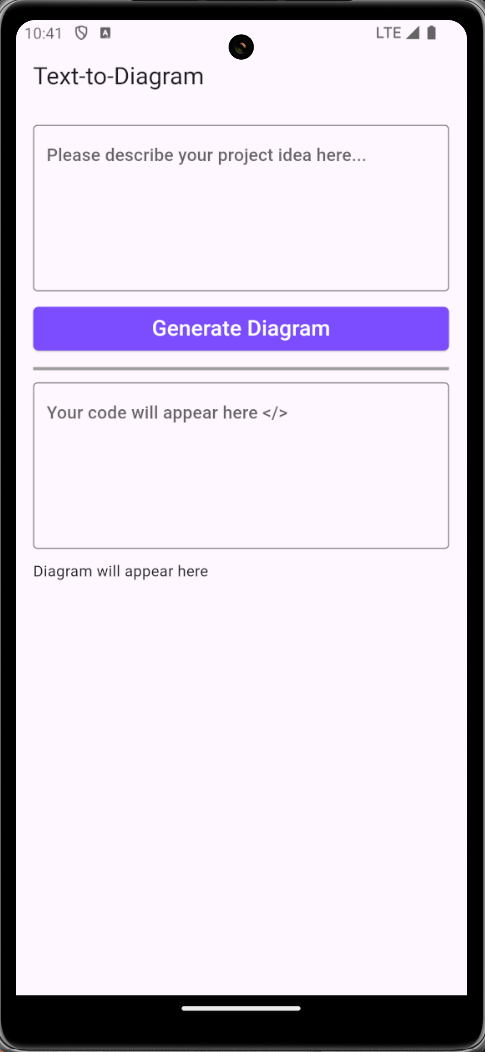 10:41 LTE
Text-to-Diagram
Please describe your project idea here...
Generate Diagram
Your code will appear here </>
Diagram will appear here